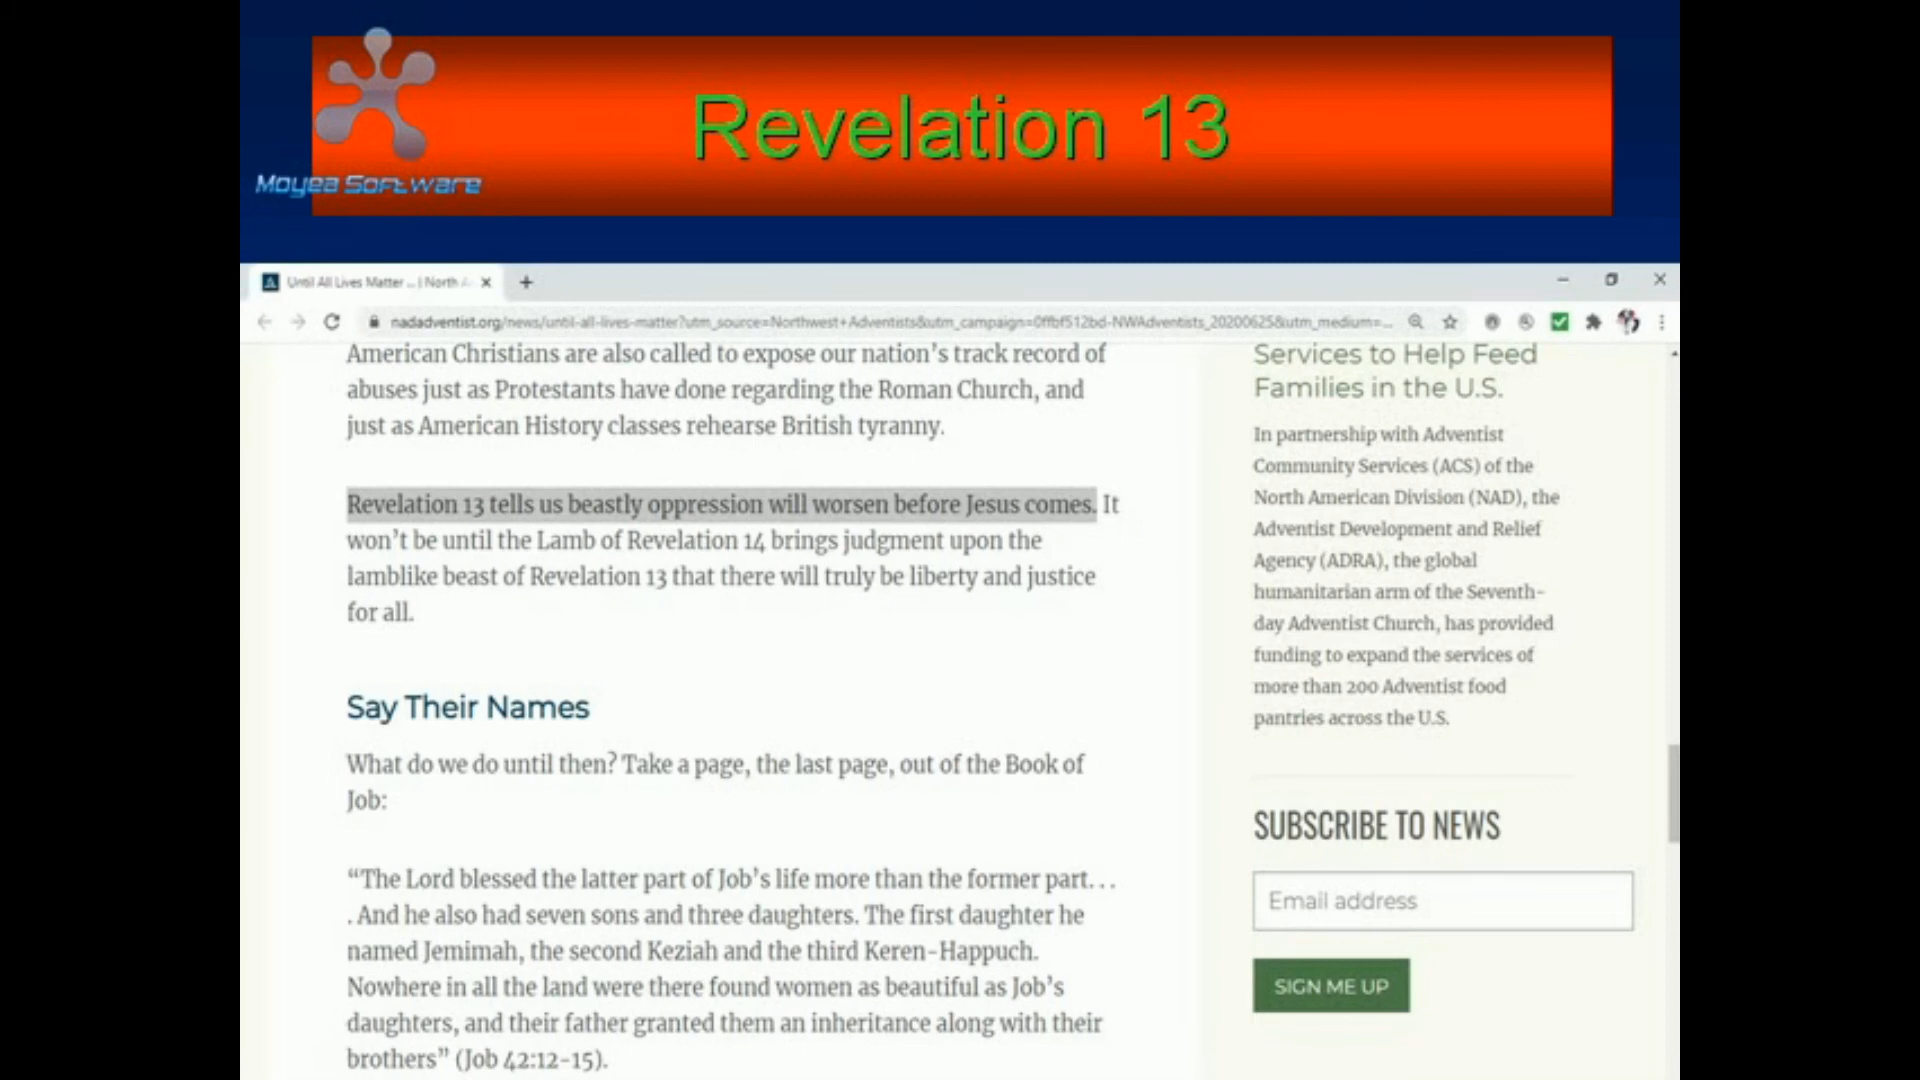 Revelation 13
Moyea Software
Until All Lives Matter ... | North A
nadadventist.org/news/until-all-lives-matter?utm_source=Northwest+Adventists&utm_campaign=0ffbf512bd-NWAdventists_20200625&utm_medium=...
American Christians are also called to expose our nation’s track record of
abuses just as Protestants have done regarding the Roman Church, and
just as American History classes rehearse British tyranny.
Revelation 13 tells us beastly oppression will worsen before Jesus comes. It
won’t be until the Lamb of Revelation 14 brings judgment upon the
lamblike beast of Revelation 13 that there will truly be liberty and justice
for all.
Say Their Names
What do we do until then? Take a page, the last page, out of the Book of
Job:
“The Lord blessed the latter part of Job’s life more than the former part. . .
. And he also had seven sons and three daughters. The first daughter he
named Jemimah, the second Keziah and the third Keren-Happuch.
Nowhere in all the land were there found women as beautiful as Job’s
daughters, and their father granted them an inheritance along with their
brothers” (Job 42:12-15).
Services to Help Feed
Families in the U.S.
In partnership with Adventist
Community Services (ACS) of the
North American Division (NAD), the
Adventist Development and Relief
Agency (ADRA), the global
humanitarian arm of the Seventh-
day Adventist Church, has provided
funding to expand the services of
more than 200 Adventist food
pantries across the U.S.
SUBSCRIBE TO NEWS
Email address
SIGN ME UP